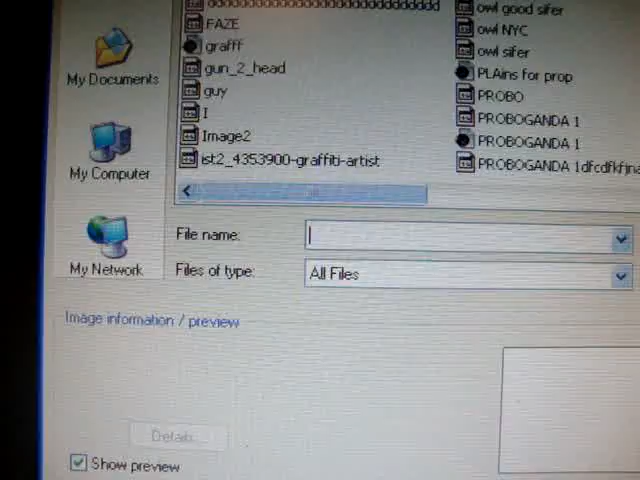 owl good sifer
FAZE
owl NYC
grafff
owl sifer
gun_2_head
PLAins for prop
guy
PROBO
I
PROBOGANDA 1
Image2
PROBOGANDA 1
ist2_4353900-graffiti-artist
PROBOGANDA 1dfcdfkfjna
My Documents
My Computer
My Network
File name:
Files of type:
All Files
Image information / preview
Details...
Show preview